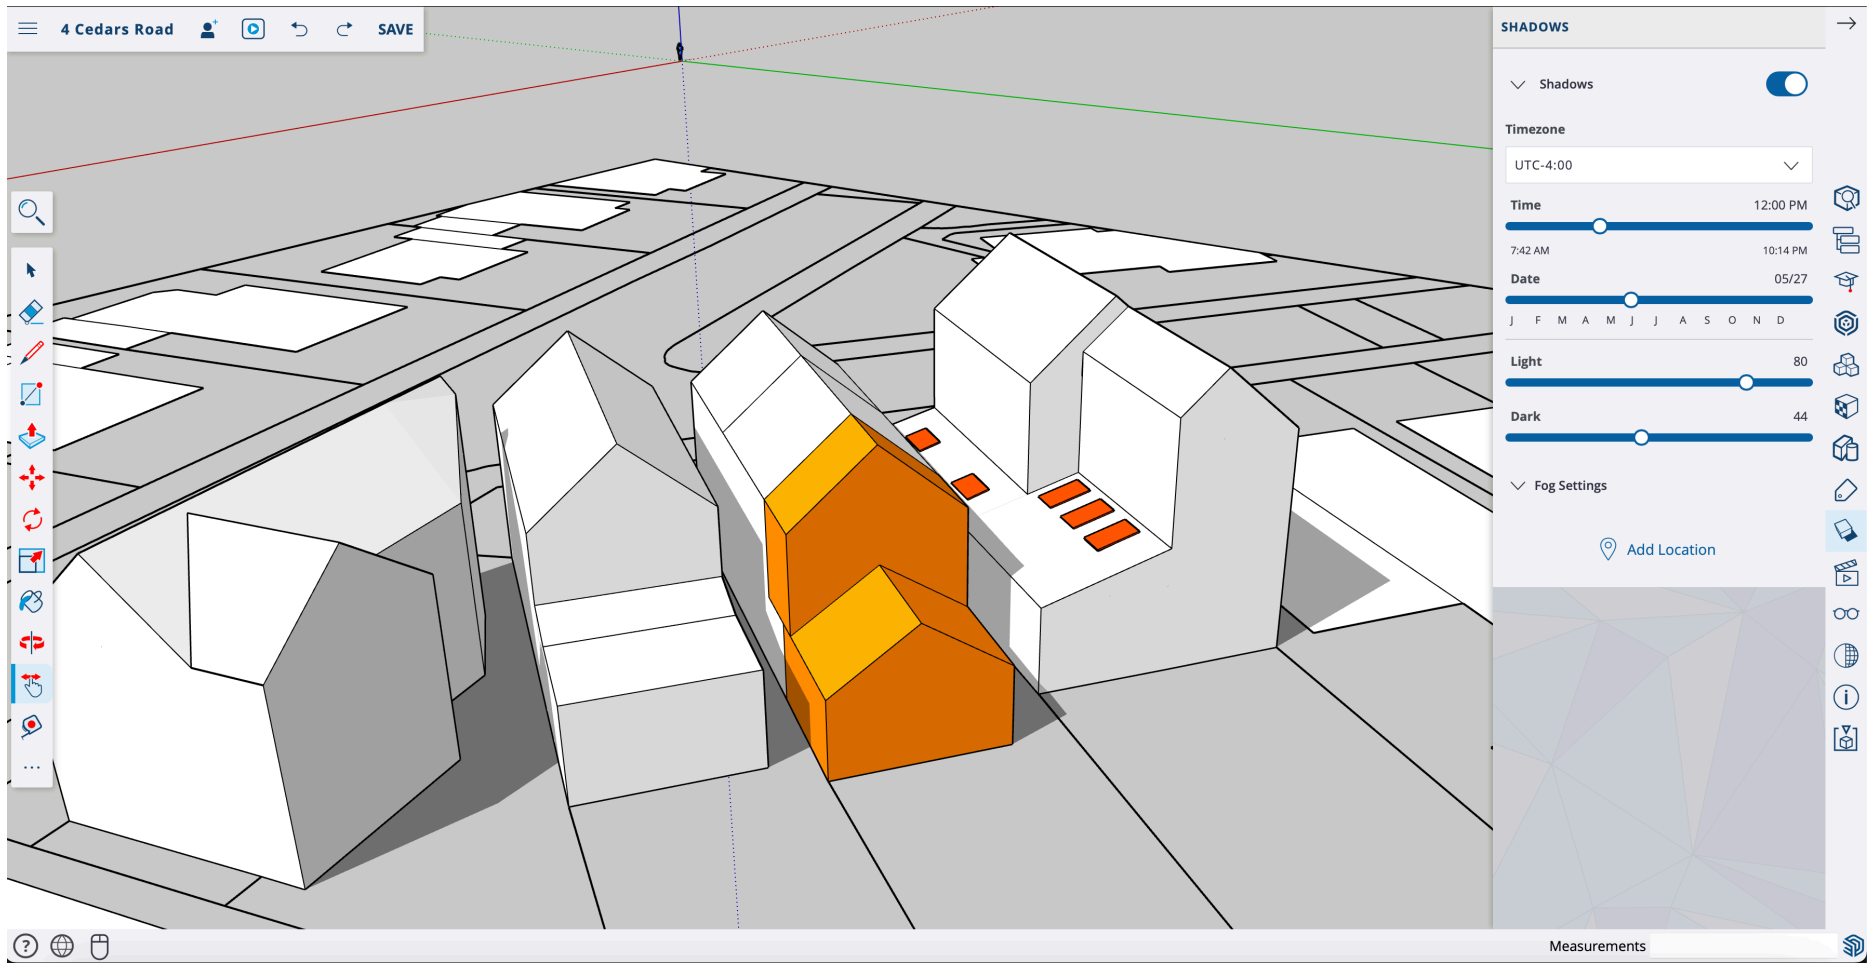 4 Cedars Road
SAVE
SHADOWS
Shadows
Timezone
UTC-4:00
Time 12:00 PM
7:42 AM 10:14 PM
Date 05/27
J F M A M J J A S O N D
Light 80
Dark 44
Fog Settings
Add Location
Measurements